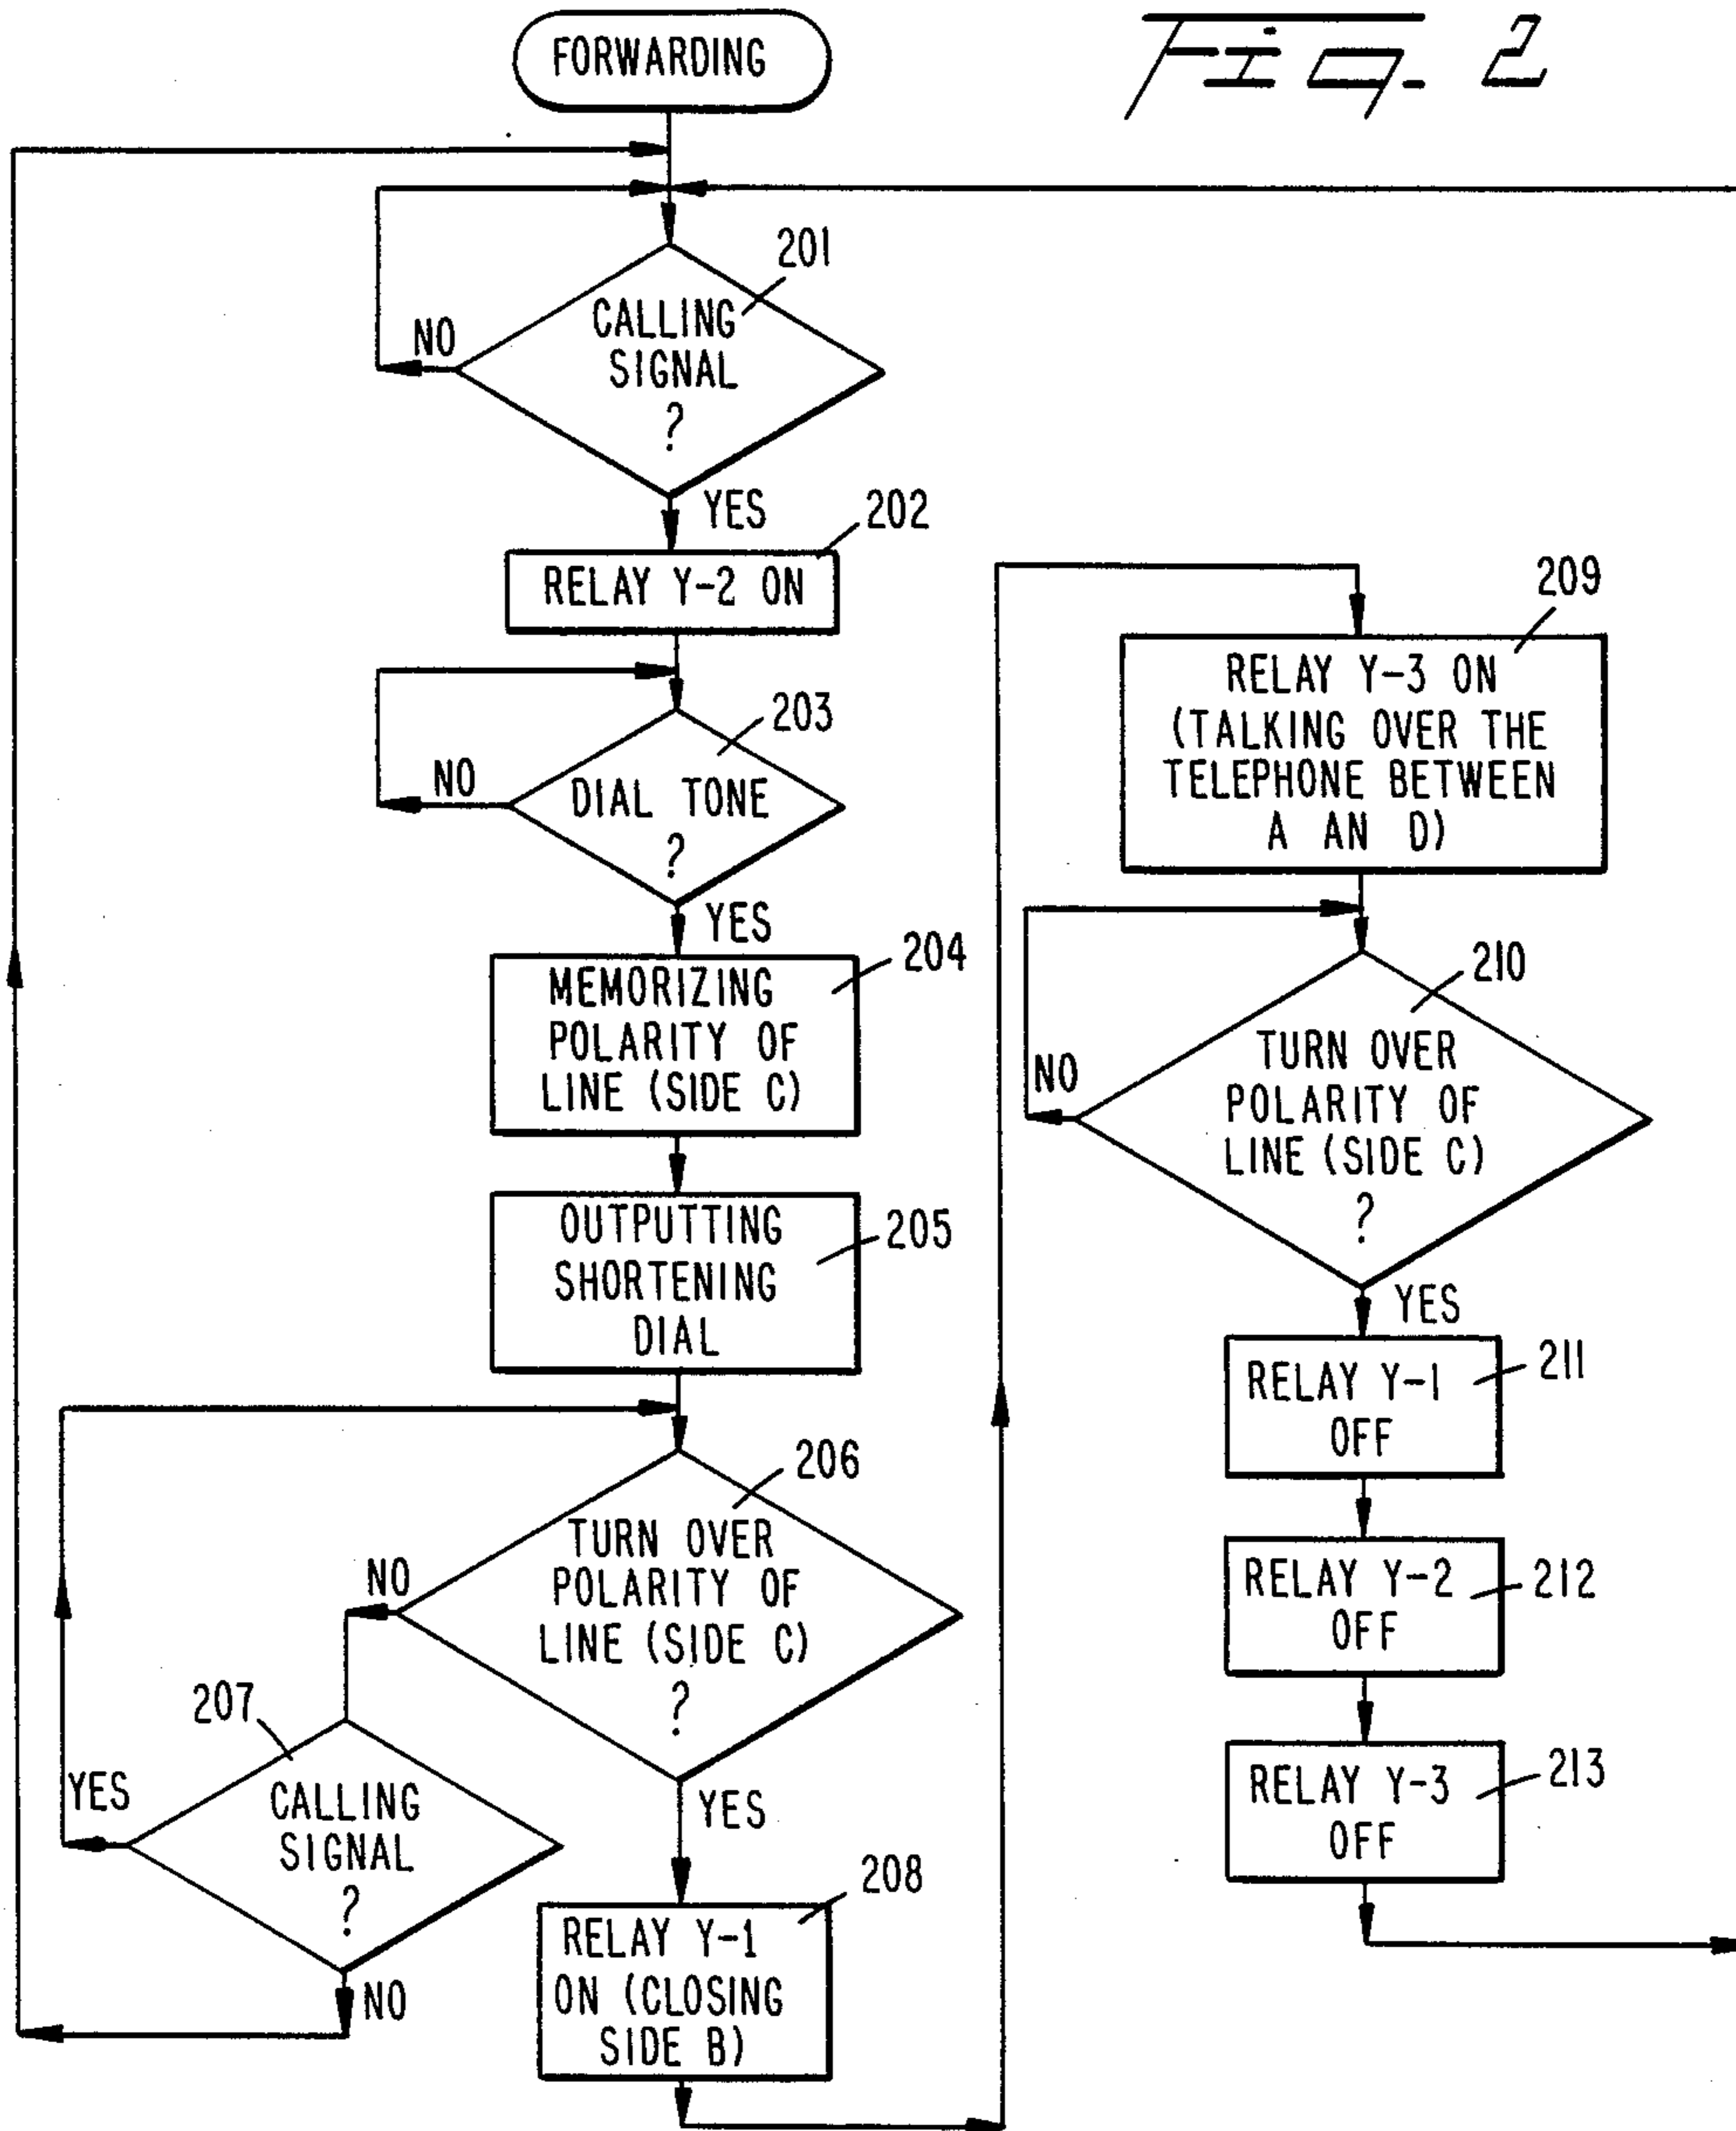 Fig. 2
FORWARDING
201
CALLING
SIGNAL
?
NO
YES
202
RELAY Y-2 ON
203
DIAL TONE
?
NO
YES
204
MEMORIZING
POLARITY OF
LINE (SIDE C)
205
OUTPUTTING
SHORTENING
DIAL
206
TURN OVER
POLARITY OF
LINE (SIDE C)
?
NO
YES
207
CALLING
SIGNAL
?
YES
NO
208
RELAY Y-1
ON (CLOSING
SIDE B)
209
RELAY Y-3 ON
(TALKING OVER THE
TELEPHONE BETWEEN
A AN D)
210
TURN OVER
POLARITY OF
LINE (SIDE C)
?
NO
YES
211
RELAY Y-1
OFF
212
RELAY Y-2
OFF
213
RELAY Y-3
OFF